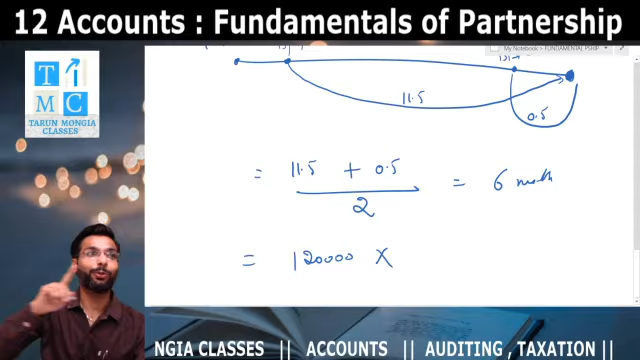 12 Accounts : Fundamentals of Partnership
My Notebook > FUNDAMENTAL PSHIP
T I
M C
TARUN MONGIA
CLASSES
11.5
0.5
= 11.5 + 0.5 = 6 month
2
= 120000 X
NGIA CLASSES || ACCOUNTS || AUDITING , TAXATION ||